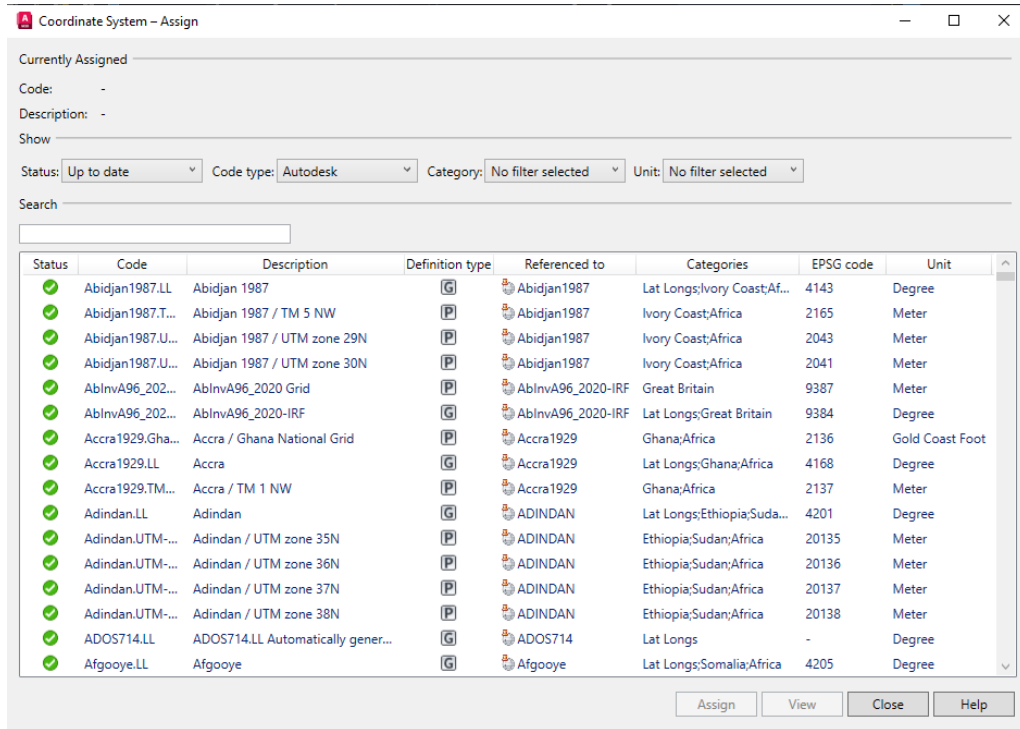 Coordinate System – Assign
Currently Assigned
Code: -
Description: -
Show
Status: Up to date Code type: Autodesk Category: No filter selected Unit: No filter selected
Search
Status Code Description Definition type Referenced to Categories EPSG code Unit
Abidjan1987.LL Abidjan 1987 G Abidjan1987 Lat Longs;Ivory Coast;Af... 4143 Degree
Abidjan1987.T... Abidjan 1987 / TM 5 NW P Abidjan1987 Ivory Coast;Africa 2165 Meter
Abidjan1987.U... Abidjan 1987 / UTM zone 29N P Abidjan1987 Ivory Coast;Africa 2043 Meter
Abidjan1987.U... Abidjan 1987 / UTM zone 30N P Abidjan1987 Ivory Coast;Africa 2041 Meter
AbInvA96_202... AbInvA96_2020 Grid P AbInvA96_2020-IRF Great Britain 9387 Meter
AbInvA96_202... AbInvA96_2020-IRF G AbInvA96_2020-IRF Lat Longs;Great Britain 9384 Degree
Accra1929.Gha... Accra / Ghana National Grid P Accra1929 Ghana;Africa 2136 Gold Coast Foot
Accra1929.LL Accra G Accra1929 Lat Longs;Ghana;Africa 4168 Degree
Accra1929.TM... Accra / TM 1 NW P Accra1929 Ghana;Africa 2137 Meter
Adindan.LL Adindan G ADINDAN Lat Longs;Ethiopia;Suda... 4201 Degree
Adindan.UTM-... Adindan / UTM zone 35N P ADINDAN Ethiopia;Sudan;Africa 20135 Meter
Adindan.UTM-... Adindan / UTM zone 36N P ADINDAN Ethiopia;Sudan;Africa 20136 Meter
Adindan.UTM-... Adindan / UTM zone 37N P ADINDAN Ethiopia;Sudan;Africa 20137 Meter
Adindan.UTM-... Adindan / UTM zone 38N P ADINDAN Ethiopia;Sudan;Africa 20138 Meter
ADOS714.LL ADOS714.LL Automatically gener... G ADOS714 Lat Longs - Degree
Afgooye.LL Afgooye G Afgooye Lat Longs;Somalia;Africa 4205 Degree
Assign View Close Help